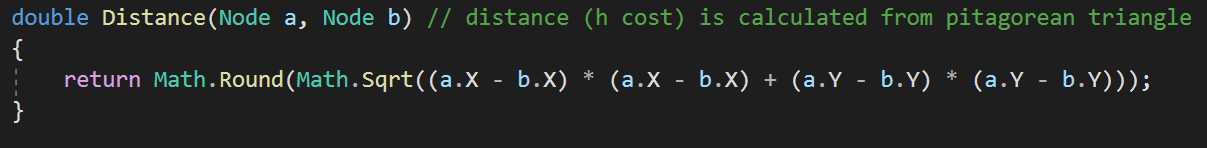 double Distance(Node a, Node b) // distance (h cost) is calculated from pitagorean triangle
{
return Math.Round(Math.Sqrt((a.X - b.X) * (a.X - b.X) + (a.Y - b.Y) * (a.Y - b.Y)));
}